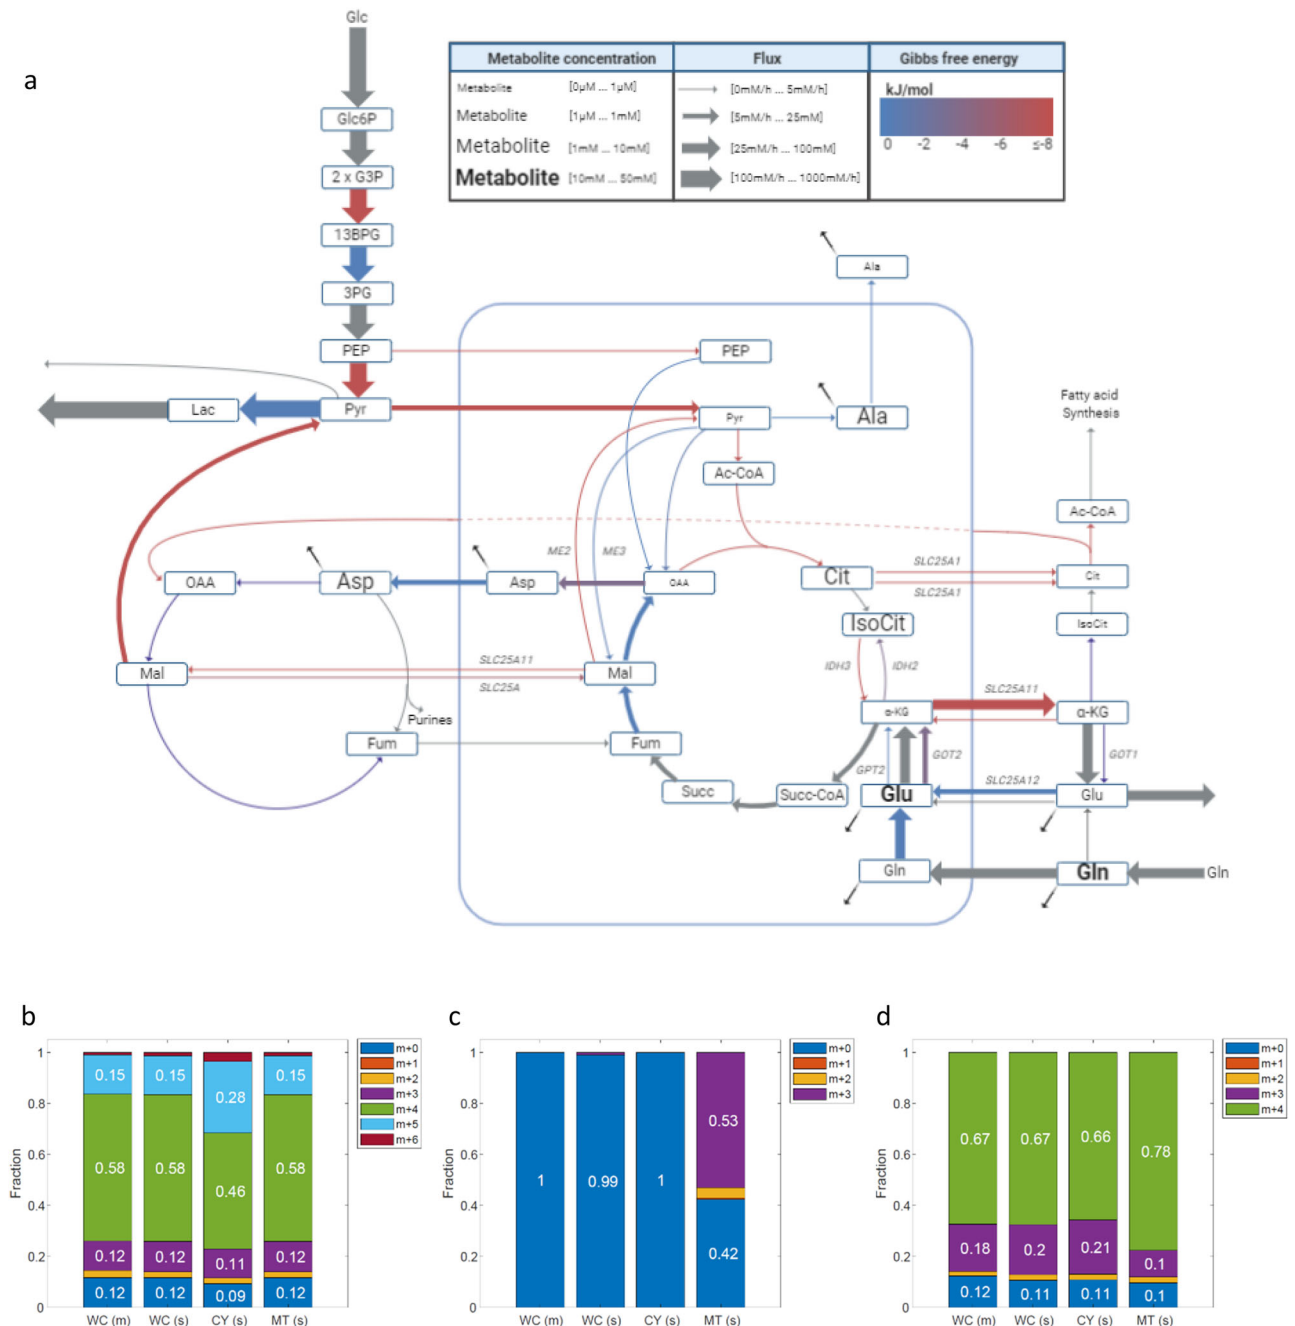 a
Glc
Metabolite concentration
Flux
Gibbs free energy
Metabolite [0µM ... 1µM]
[0mM/h ... 5mM/h]
kJ/mol
Metabolite [1µM ... 1mM]
[5mM/h ... 25mM]
Metabolite [1mM ... 10mM]
[25mM/h ... 100mM]
0 -2 -4 -6 ≤-8
Metabolite [10mM ... 50mM]
[100mM/h ... 1000mM/h]
Glc6P
2 x G3P
13BPG
3PG
PEP
PEP
Ala
Lac
Pyr
Pyr
Ala
Fatty acid
Synthesis
Ac-CoA
Ac-CoA
ME2
ME3
OAA
Asp
Asp
OAA
Cit
SLC25A1
SLC25A1
Cit
IsoCit
IsoCit
Mal
SLC25A11
SLC25A
Mal
IDH3
IDH2
SLC25A11
α-KG
α-KG
Purines
Fum
Fum
GPT2
GOT2
GOT1
SLC25A12
Succ
Succ-CoA
Glu
Glu
Gln
Gln
Gln
b
1
0.8
0.6
0.4
0.2
0
Fraction
0.15 0.15 0.28 0.15
0.58 0.58 0.46 0.58
0.12 0.12 0.11 0.12
0.12 0.12 0.09 0.12
WC (m) WC (s) CY (s) MT (s)
m+0
m+1
m+2
m+3
m+4
m+5
m+6
c
1
0.8
0.6
0.4
0.2
0
Fraction
0.53
1 0.99 1
0.42
WC (m) WC (s) CY (s) MT (s)
m+0
m+1
m+2
m+3
d
1
0.8
0.6
0.4
0.2
0
Fraction
0.67 0.67 0.66 0.78
0.18 0.2 0.21 0.1
0.12 0.11 0.11 0.1
WC (m) WC (s) CY (s) MT (s)
m+0
m+1
m+2
m+3
m+4